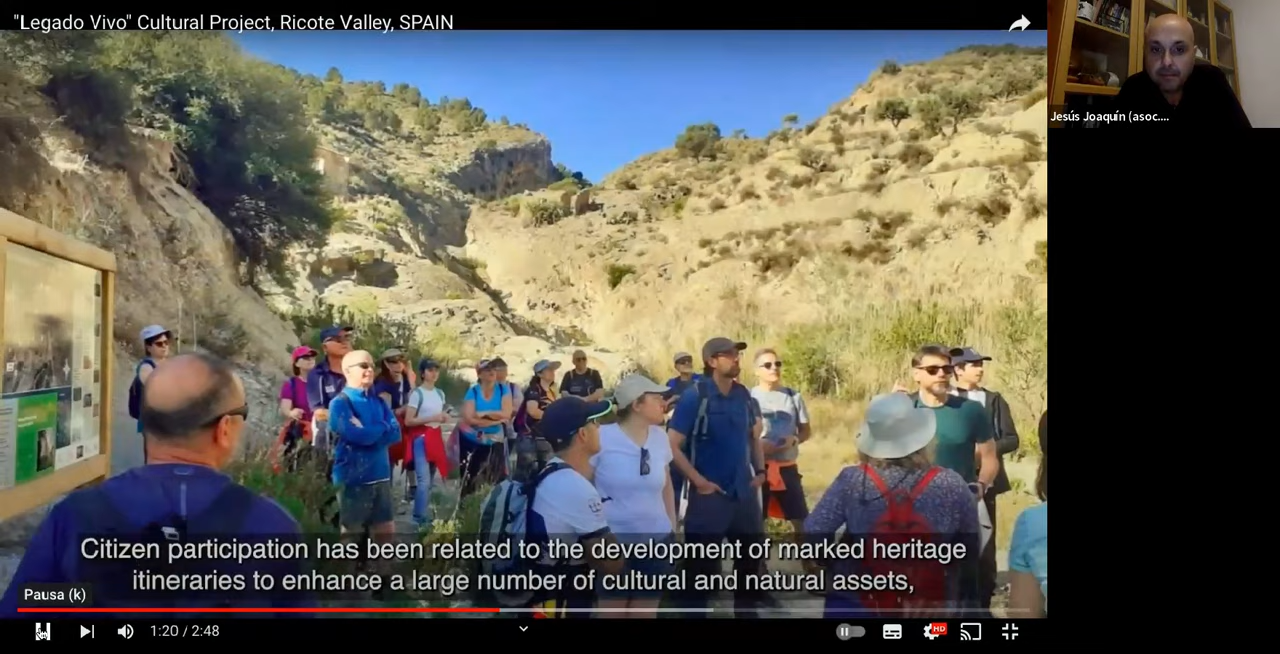 "Legado Vivo" Cultural Project, Ricote Valley, SPAIN
Jesús Joaquín (asoc....
Citizen participation has been related to the development of marked heritage
itineraries to enhance a large number of cultural and natural assets,
Pausa (k)
1:20 / 2:48
HD